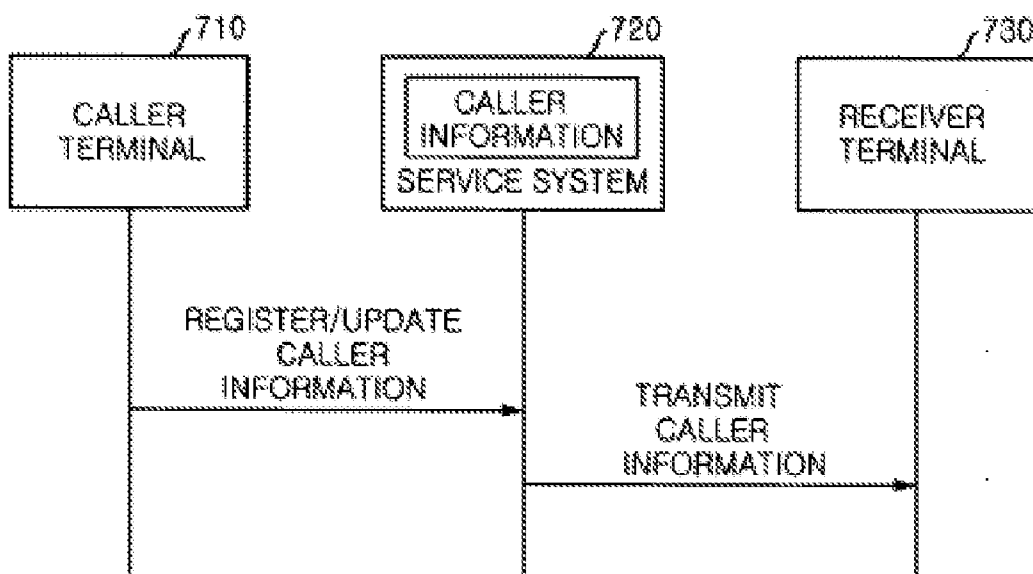 710
720
730
CALLER
TERMINAL
CALLER
INFORMATION
SERVICE SYSTEM
RECEIVER
TERMINAL
REGISTER/UPDATE
CALLER
INFORMATION
TRANSMIT
CALLER
INFORMATION